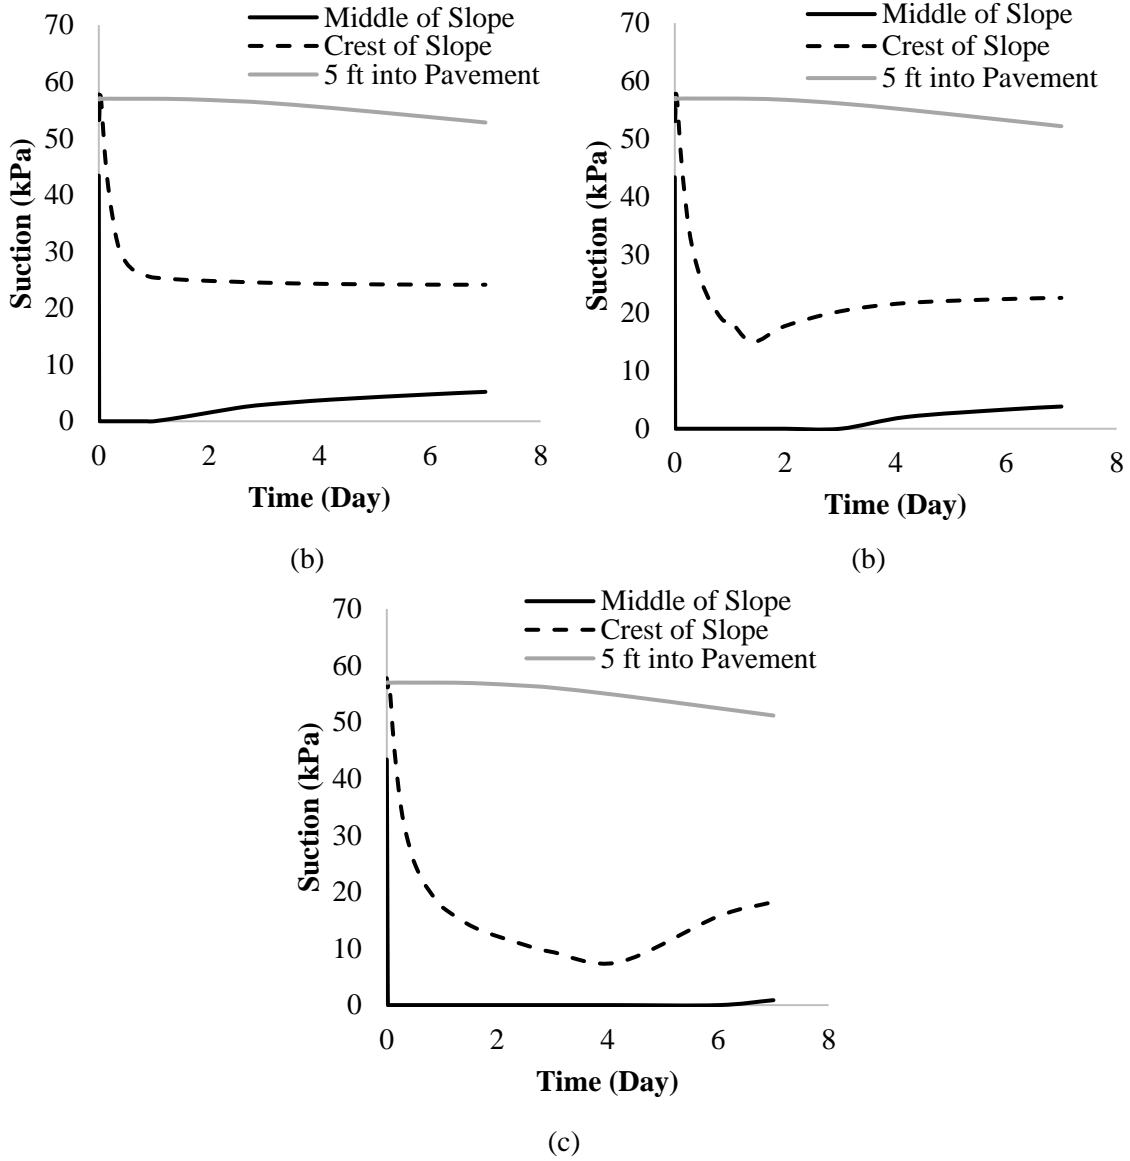 Middle of Slope
Crest of Slope
5 ft into Pavement
70
60
50
40
30
20
10
0
Suction (kPa)
0 2 4 6 8
Time (Day)
(b)
Middle of Slope
Crest of Slope
5 ft into Pavement
70
60
50
40
30
20
10
0
Suction (kPa)
0 2 4 6 8
Time (Day)
(b)
Middle of Slope
Crest of Slope
5 ft into Pavement
70
60
50
40
30
20
10
0
Suction (kPa)
0 2 4 6 8
Time (Day)
(c)